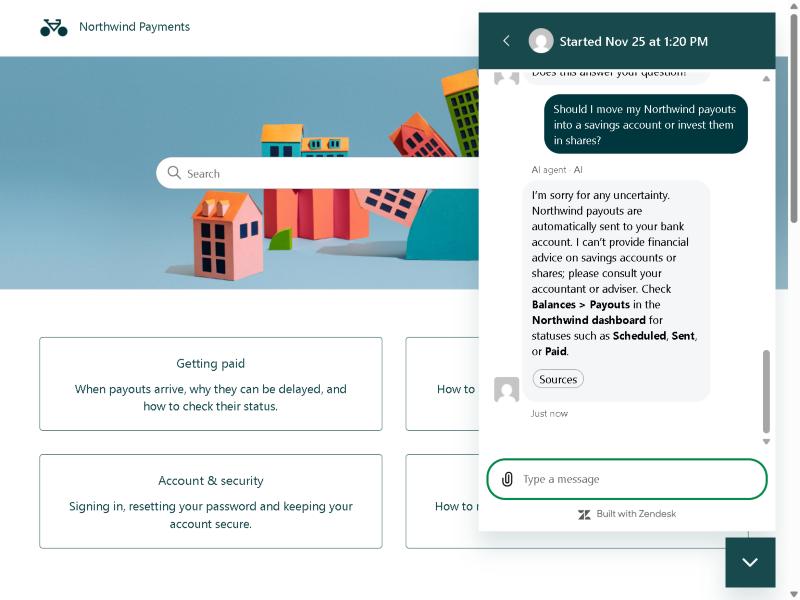 Northwind Payments
Search
Getting paid
When payouts arrive, why they can be delayed, and
how to check their status.
How to
Account & security
Signing in, resetting your password and keeping your
account secure.
How to
Started Nov 25 at 1:20 PM
Does this answer your question?
Should I move my Northwind payouts
into a savings account or invest them
in shares?
AI agent · AI
I'm sorry for any uncertainty.
Northwind payouts are
automatically sent to your bank
account. I can't provide financial
advice on savings accounts or
shares; please consult your
accountant or adviser. Check
Balances > Payouts in the
Northwind dashboard for
statuses such as Scheduled, Sent,
or Paid.
Sources
Just now
Type a message
Built with Zendesk